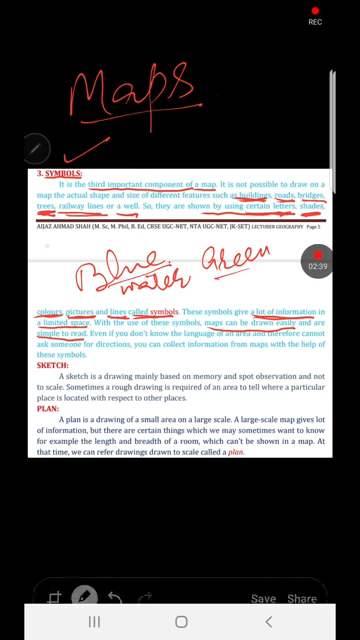 REC
Maps
3. SYMBOLS:
It is the third important component of a map. It is not possible to draw on a
map the actual shape and size of different features such as buildings, roads, bridges,
trees, railway lines or a well. So, they are shown by using certain letters, shades,
AIJAZ AHMAD SHAH (M. Sc, M. Phil, B. Ed, CBSE UGC-NET, NTA UGC-NET, JK-SET) LECTURER GEOGRAPHY Page 5
02:39
Blue Green
water
colours, pictures and lines called symbols. These symbols give a lot of information in
a limited space. With the use of these symbols, maps can be drawn easily and are
simple to read. Even if you don't know the language of an area and therefore cannot
ask someone for directions, you can collect information from maps with the help of
these symbols.
SKETCH:
A sketch is a drawing mainly based on memory and spot observation and not
to scale. Sometimes a rough drawing is required of an area to tell where a particular
place is located with respect to other places.
PLAN:
A plan is a drawing of a small area on a large scale. A large-scale map gives
lot of information, but there are certain things which we may sometimes want to know
for example the length and breadth of a room, which can't be shown in a map. At
that time, we can refer drawings drawn to scale called a plan.
Save Share